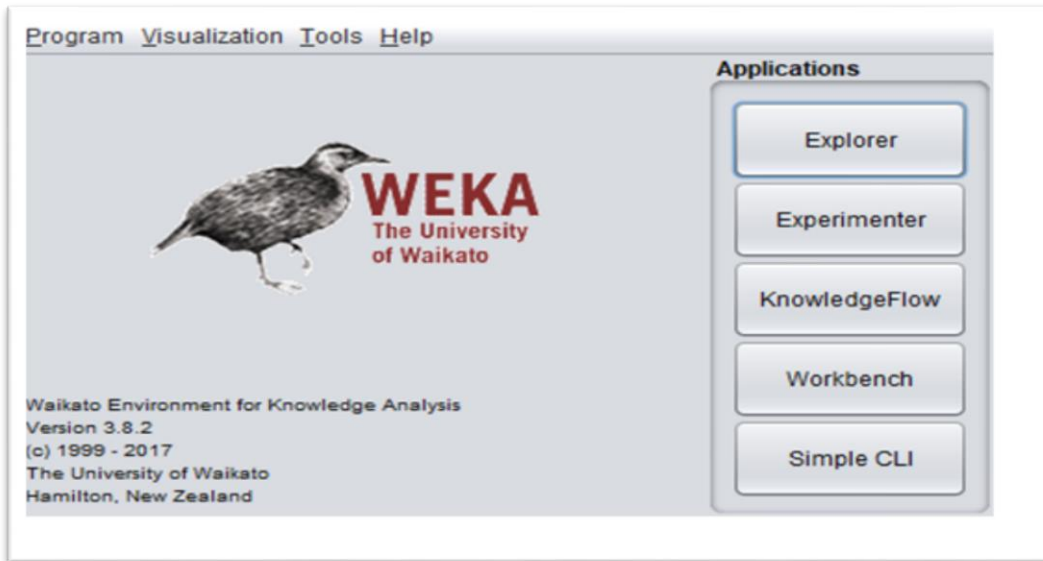 Program Visualization Tools Help
Applications
Explorer
Experimenter
KnowledgeFlow
Workbench
Simple CLI
WEKA
The University
of Waikato
Waikato Environment for Knowledge Analysis
Version 3.8.2
(c) 1999 - 2017
The University of Waikato
Hamilton, New Zealand